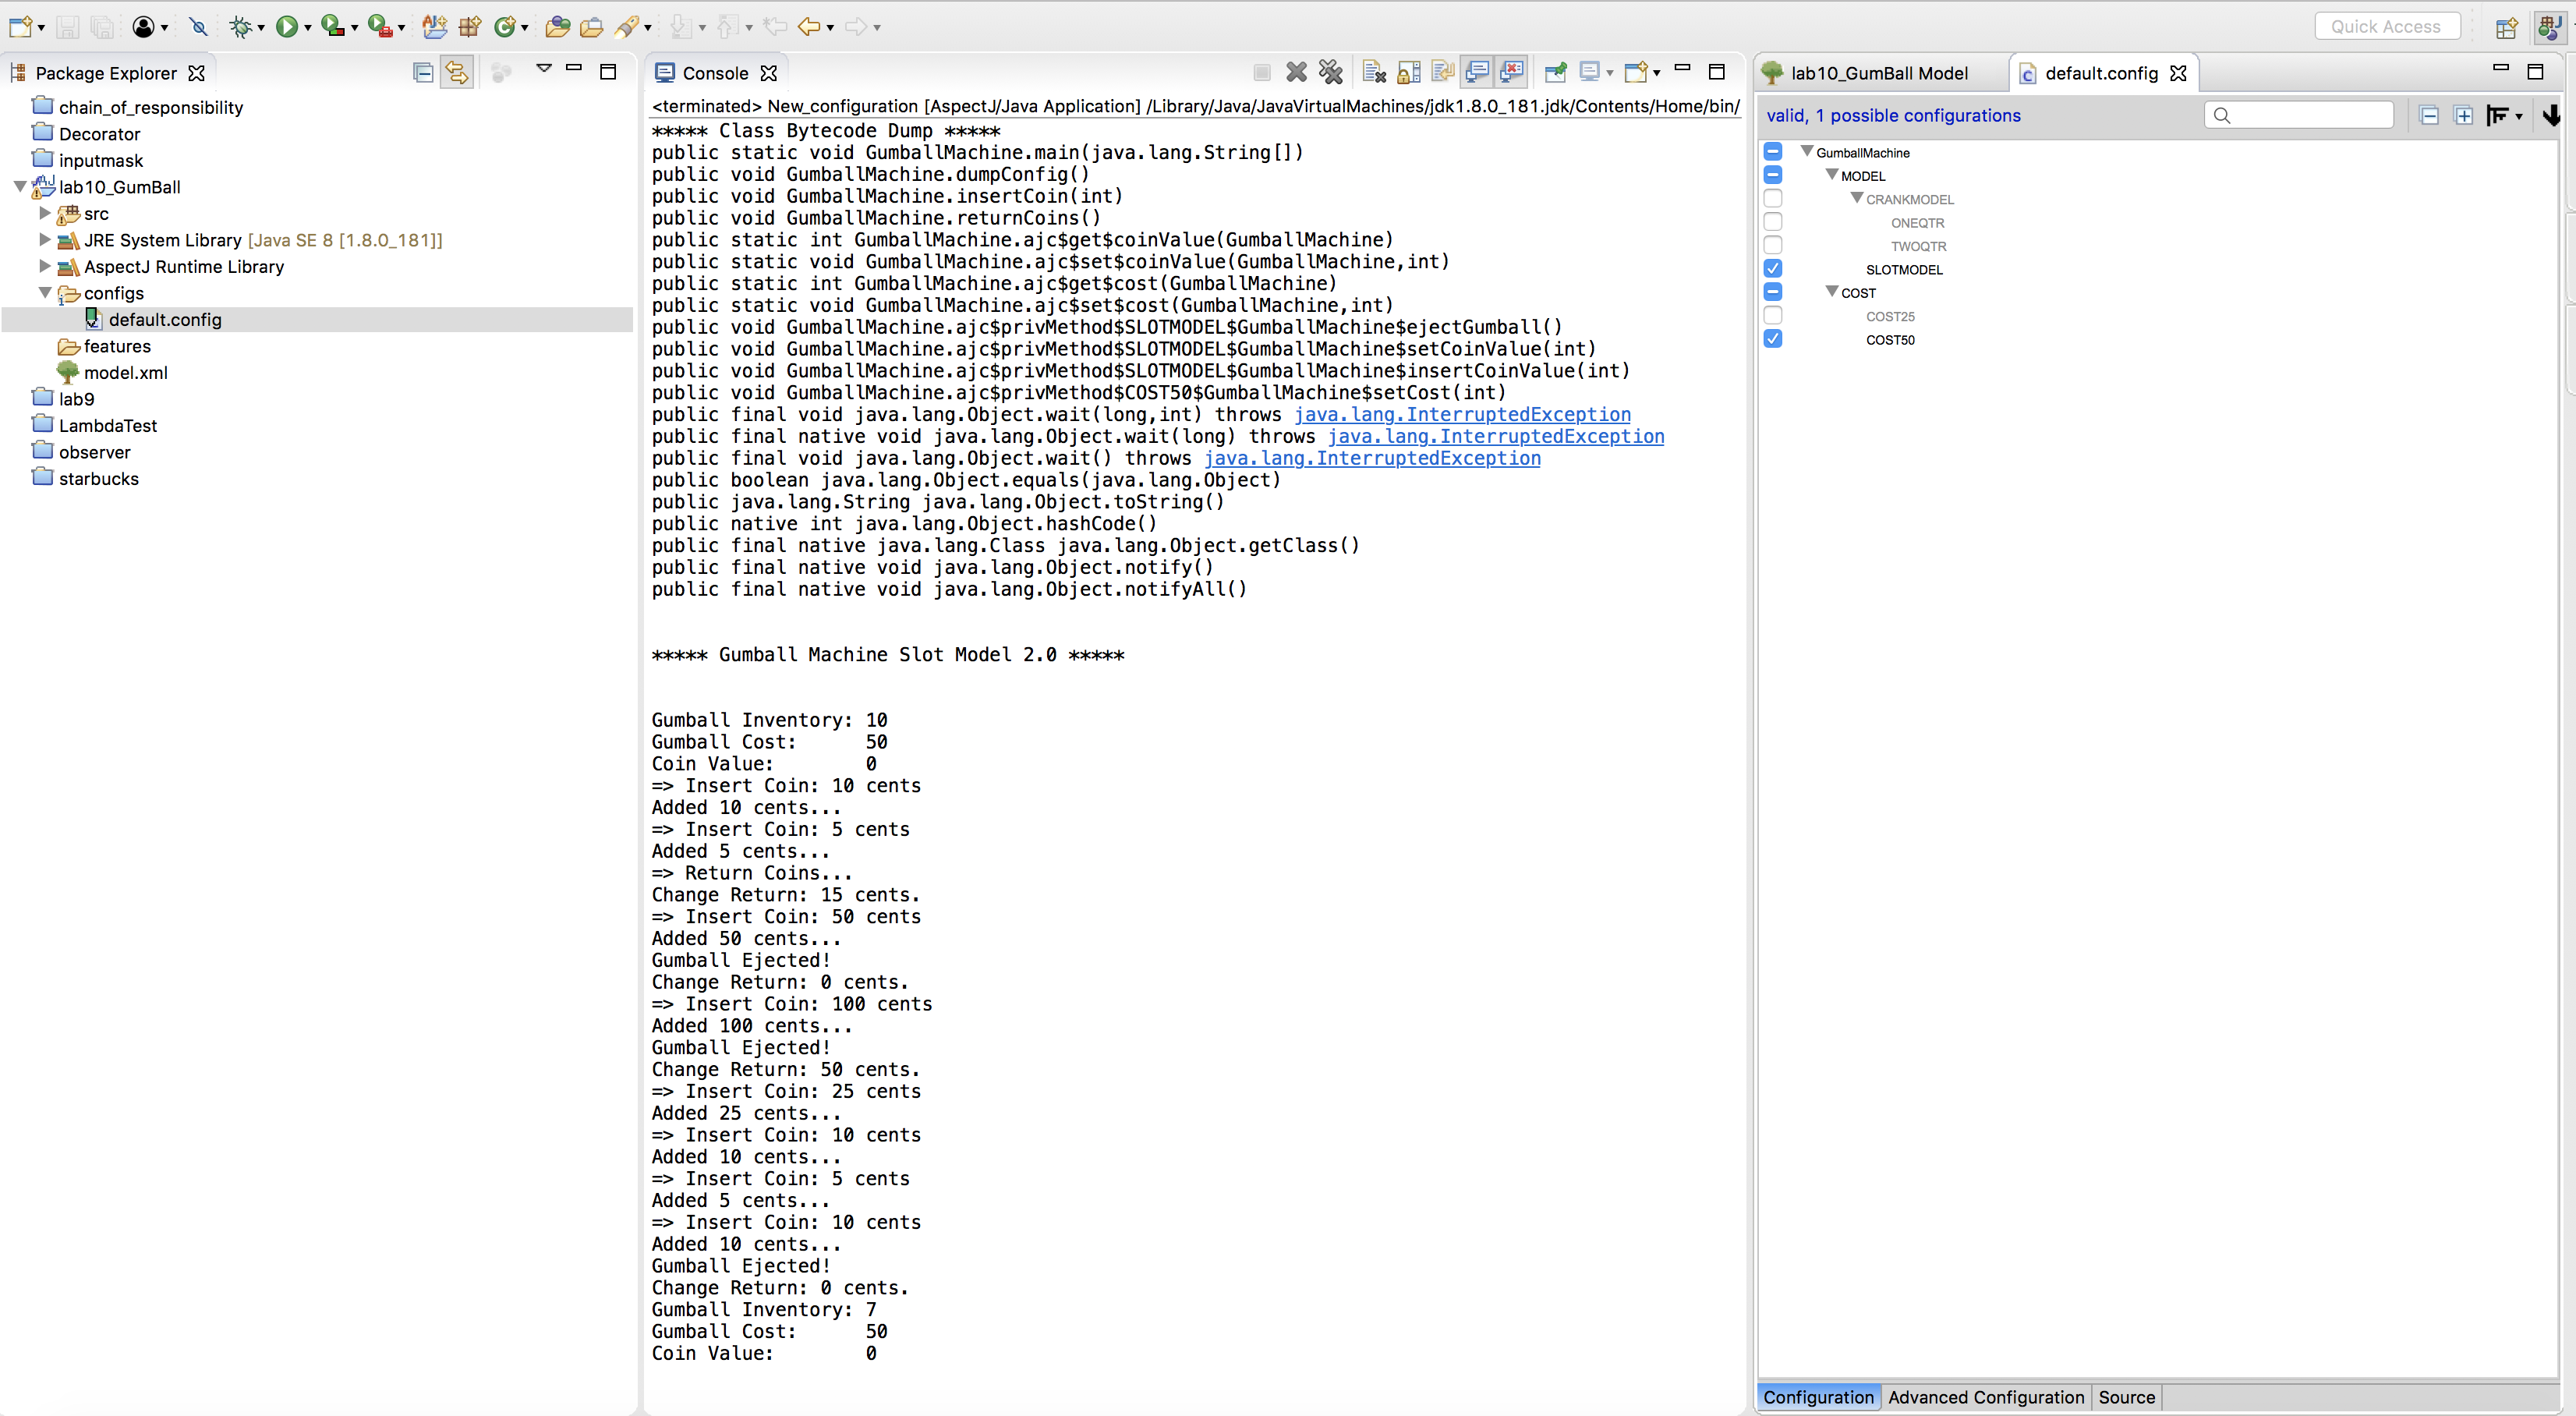 Quick Access
Package Explorer
chain_of_responsibility
Decorator
inputmask
lab10_GumBall
src
JRE System Library [Java SE 8 [1.8.0_181]]
AspectJ Runtime Library
configs
default.config
features
model.xml
lab9
LambdaTest
observer
starbucks
Console
<terminated> New_configuration [AspectJ/Java Application] /Library/Java/JavaVirtualMachines/jdk1.8.0_181.jdk/Contents/Home/bin/
***** Class Bytecode Dump *****
public static void GumballMachine.main(java.lang.String[])
public void GumballMachine.dumpConfig()
public void GumballMachine.insertCoin(int)
public void GumballMachine.returnCoins()
public static int GumballMachine.ajc$get$coinValue(GumballMachine)
public static void GumballMachine.ajc$set$coinValue(GumballMachine,int)
public static int GumballMachine.ajc$get$cost(GumballMachine)
public static void GumballMachine.ajc$set$cost(GumballMachine,int)
public void GumballMachine.ajc$privMethod$SLOTMODEL$GumballMachine$ejectGumball()
public void GumballMachine.ajc$privMethod$SLOTMODEL$GumballMachine$setCoinValue(int)
public void GumballMachine.ajc$privMethod$SLOTMODEL$GumballMachine$insertCoinValue(int)
public void GumballMachine.ajc$privMethod$COST50$GumballMachine$setCost(int)
public final void java.lang.Object.wait(long,int) throws java.lang.InterruptedException
public final native void java.lang.Object.wait(long) throws java.lang.InterruptedException
public final void java.lang.Object.wait() throws java.lang.InterruptedException
public boolean java.lang.Object.equals(java.lang.Object)
public java.lang.String java.lang.Object.toString()
public native int java.lang.Object.hashCode()
public final native java.lang.Class java.lang.Object.getClass()
public final native void java.lang.Object.notify()
public final native void java.lang.Object.notifyAll()
***** Gumball Machine Slot Model 2.0 *****
Gumball Inventory: 10
Gumball Cost: 50
Coin Value: 0
=> Insert Coin: 10 cents
Added 10 cents...
=> Insert Coin: 5 cents
Added 5 cents...
=> Return Coins...
Change Return: 15 cents.
=> Insert Coin: 50 cents
Added 50 cents...
Gumball Ejected!
Change Return: 0 cents.
=> Insert Coin: 100 cents
Added 100 cents...
Gumball Ejected!
Change Return: 50 cents.
=> Insert Coin: 25 cents
Added 25 cents...
=> Insert Coin: 10 cents
Added 10 cents...
=> Insert Coin: 5 cents
Added 5 cents...
=> Insert Coin: 10 cents
Added 10 cents...
Gumball Ejected!
Change Return: 0 cents.
Gumball Inventory: 7
Gumball Cost: 50
Coin Value: 0
lab10_GumBall Model
default.config
valid, 1 possible configurations
GumballMachine
MODEL
CRANKMODEL
ONEQTR
TWOQTR
SLOTMODEL
COST
COST25
COST50
Configuration
Advanced Configuration
Source